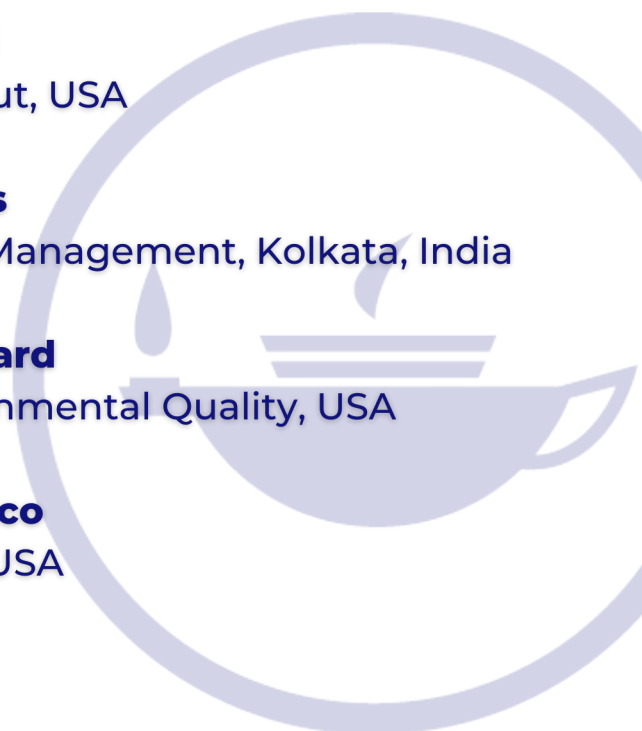 ut, USA
s
Management, Kolkata, India
ard
nmental Quality, USA
co
USA